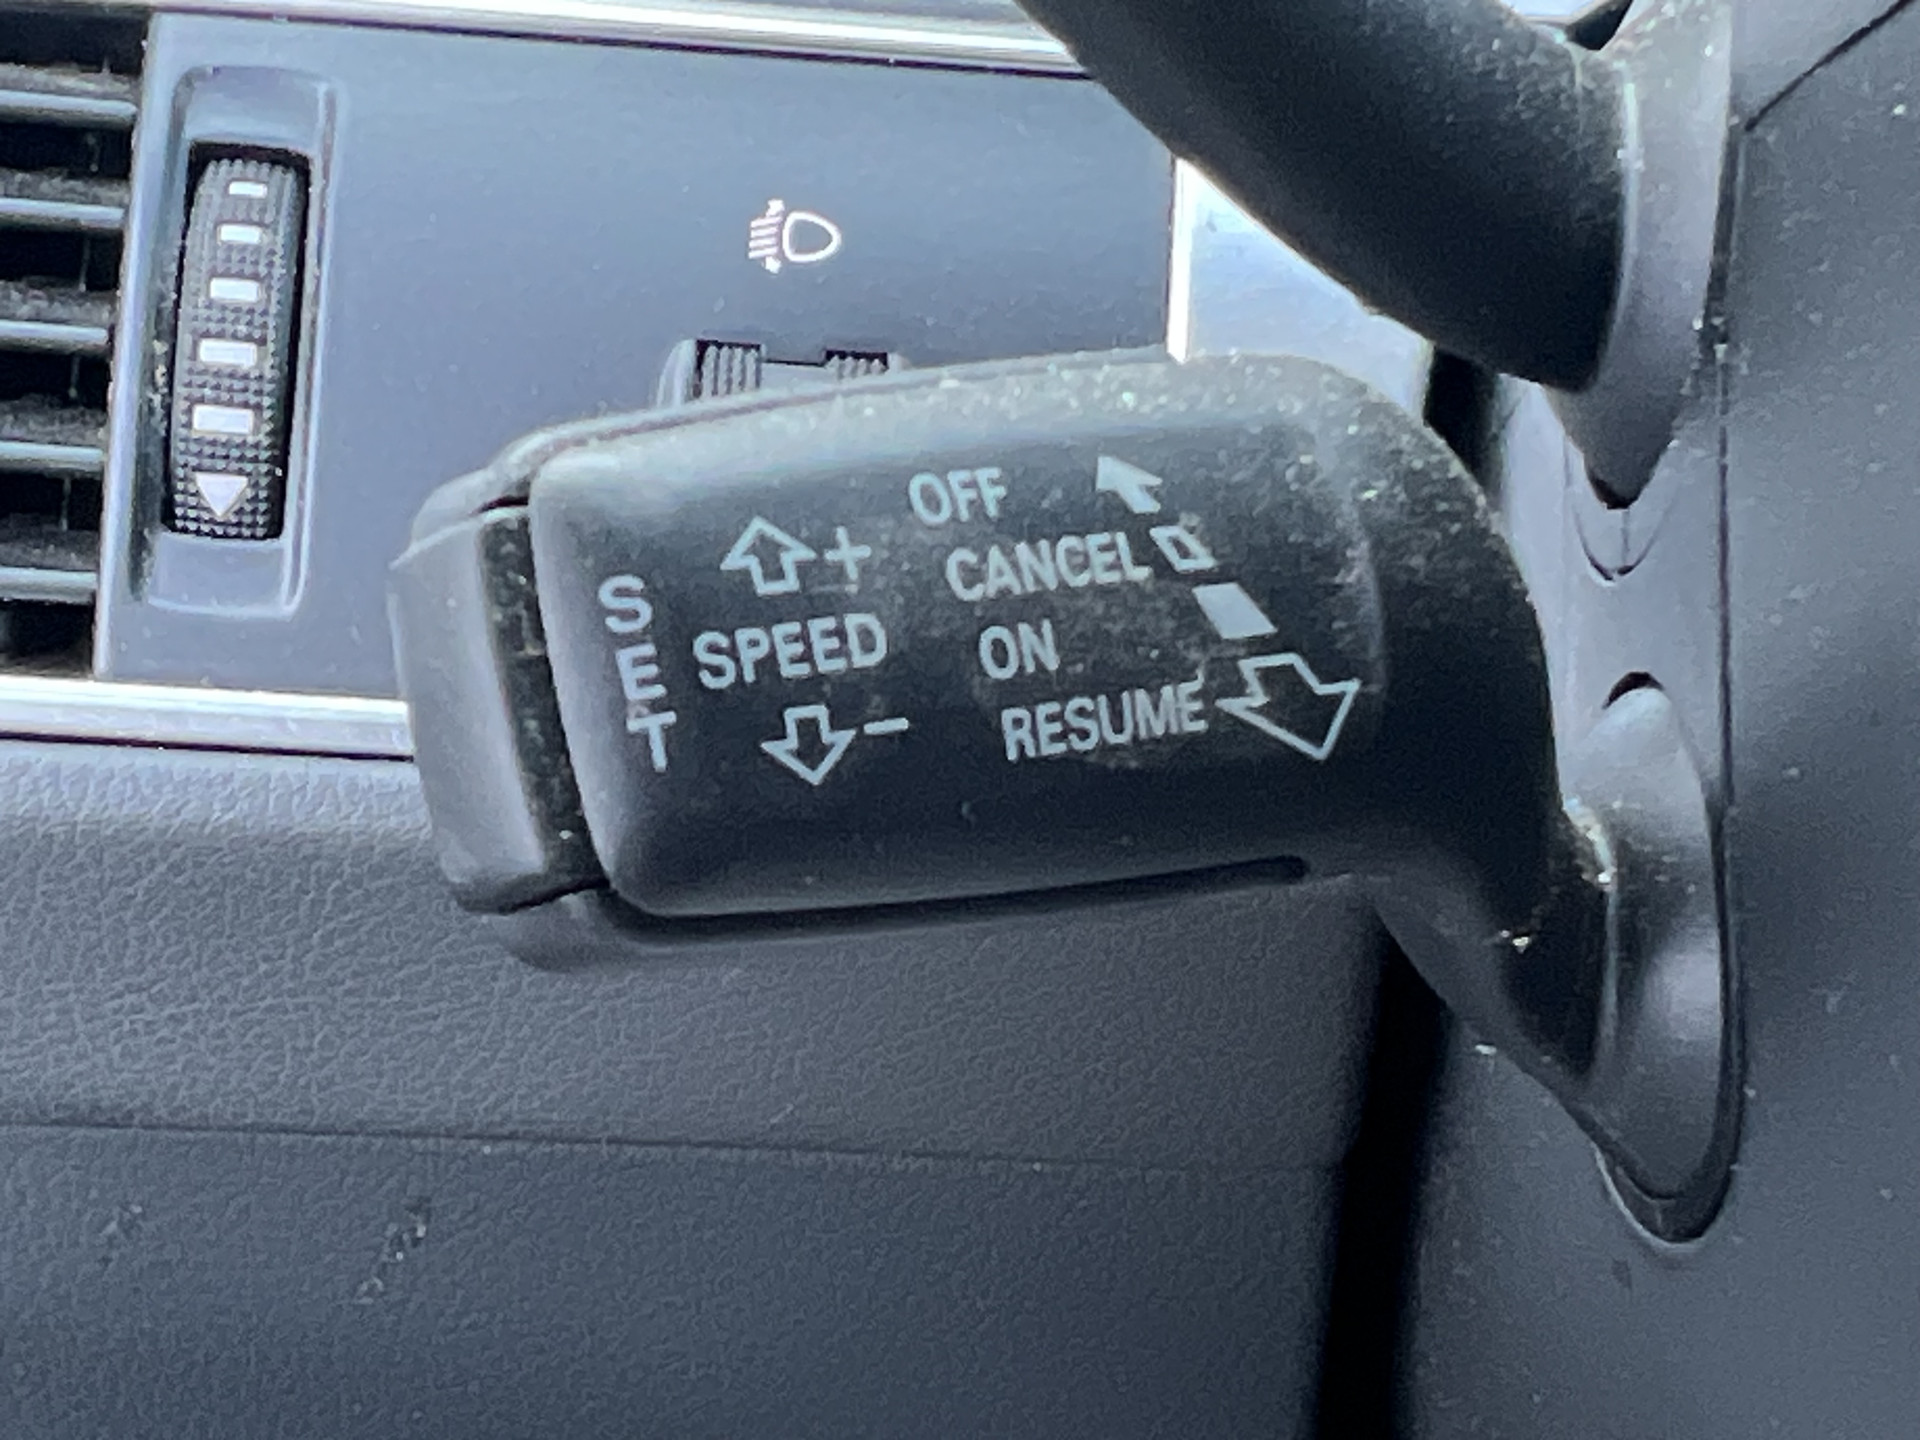 OFF
+
CANCEL
SET
SPEED
ON
−
RESUME